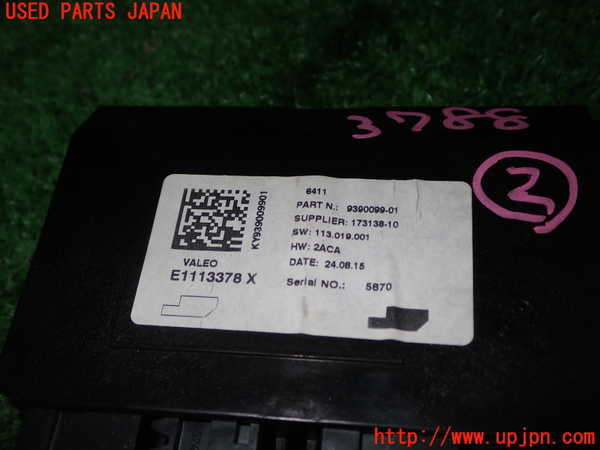 USED PARTS JAPAN
3788
3
6411
PART N.: 9390099-01
SUPPLIER: 173138-10
SW: 113.019.001
HW: 2ACA
DATE: 24.08.15
Serial NO.: 5870
KY939009901
VALEO
E1113378 X
http://www.upjpn.com/